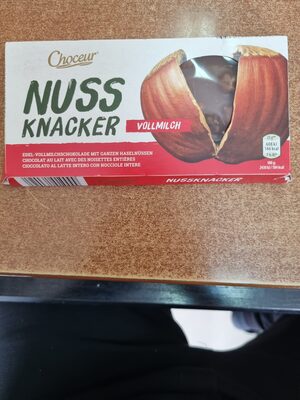 Choceur
NUSS
KNACKER
VOLLMILCH
EDEL-VOLLMILCHSCHOKOLADE MIT GANZEN HASELNÜSSEN
CHOCOLAT AU LAIT AVEC DES NOISETTES ENTIÈRES
CIOCCOLATO AL LATTE INTERO CON NOCCIOLE INTERE
NUSSKNACKER
100 g